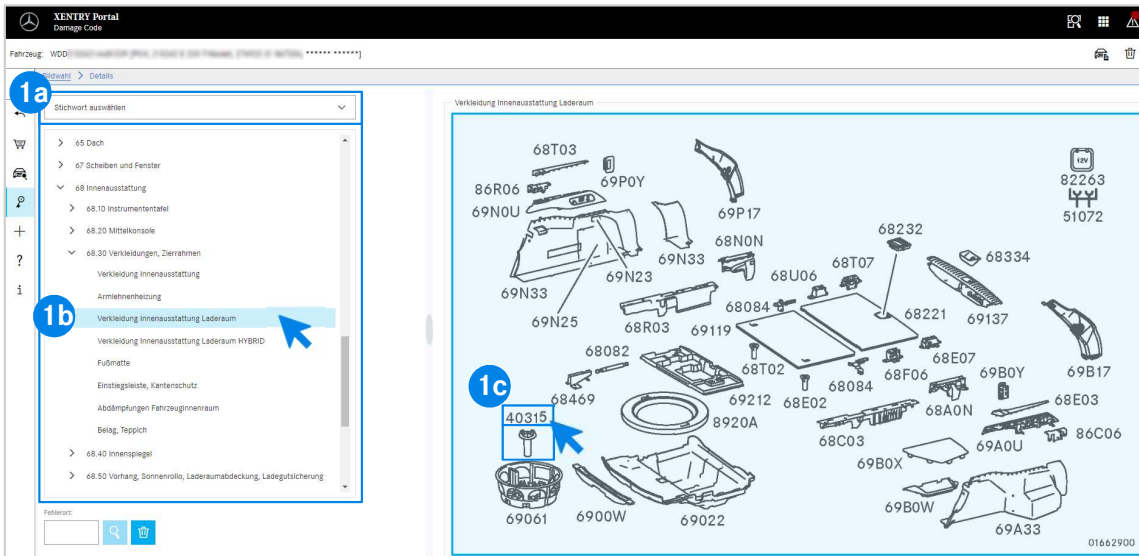 XENTRY Portal
Damage Code
Fahrzeug: WDD ****** ******]
Bildwahl > Details
1a
Stichwort auswählen
65 Dach
67 Scheiben und Fenster
68 Innenausstattung
68.10 Instrumententafel
68.20 Mittelkonsole
68.30 Verkleidungen, Zierrahmen
Verkleidung Innenausstattung
Armlehnenheizung
1b
Verkleidung Innenausstattung Laderaum
Verkleidung Innenausstattung Laderaum HYBRID
Fußmatte
Einstiegsleiste, Kantenschutz
Abdämpfungen Fahrzeuginnenraum
Belag, Teppich
68.40 Innenspiegel
68.50 Vorhang, Sonnenrollo, Laderaumabdeckung, Ladegutsicherung
Fehlerort:
?
i
Verkleidung Innenausstattung Laderaum
68T03
69P0Y
86R06
69N0U
69P17
12V
82263
51072
68232
68N0N
69N33
69N23
68U06
68T07
68334
69N33
68084
68221
69137
69N25
68R03
69119
68082
68T02
68084
68F06
68E07
69B0Y
69B17
1c
68469
69212
68E02
68A0N
68E03
40315
8920A
68C03
69A0U
86C06
69B0X
69061
6900W
69022
69B0W
69A33
01662900